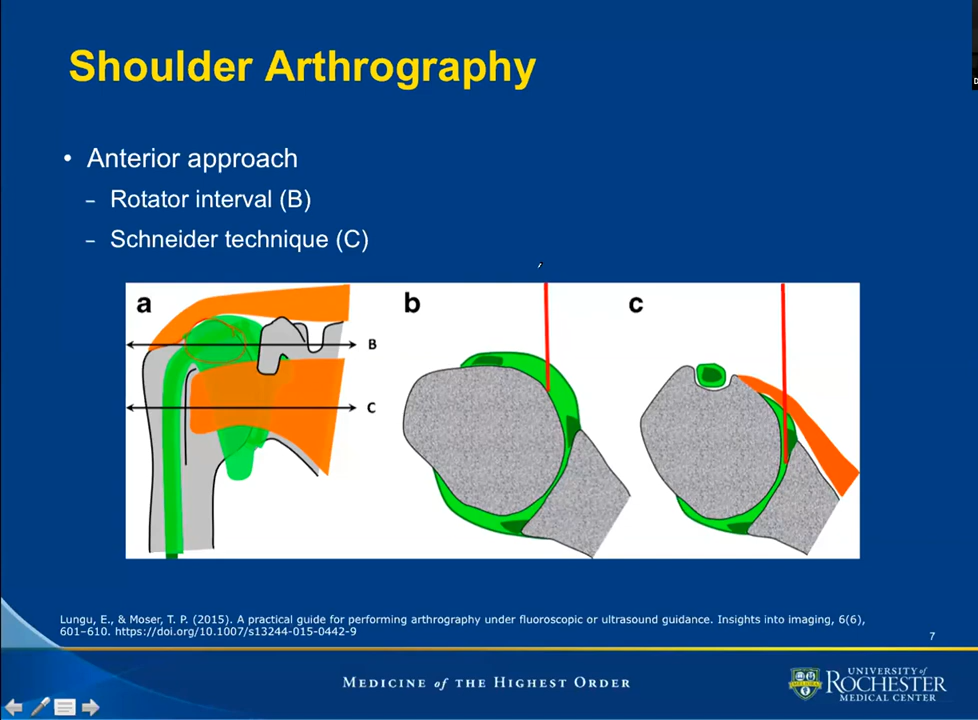 Shoulder Arthrography
• Anterior approach
– Rotator interval (B)
– Schneider technique (C)
a
B
C
b
c
Lungu, E., & Moser, T. P. (2015). A practical guide for performing arthrography under fluoroscopic or ultrasound guidance. Insights into imaging, 6(6),
601–610. https://doi.org/10.1007/s13244-015-0442-9
7
MEDICINE of THE HIGHEST ORDER
UNIVERSITY of
ROCHESTER
MEDICAL CENTER